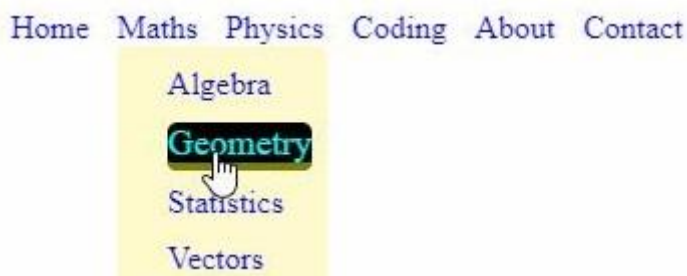 Home Maths Physics Coding About Contact
Algebra
Geometry
Statistics
Vectors